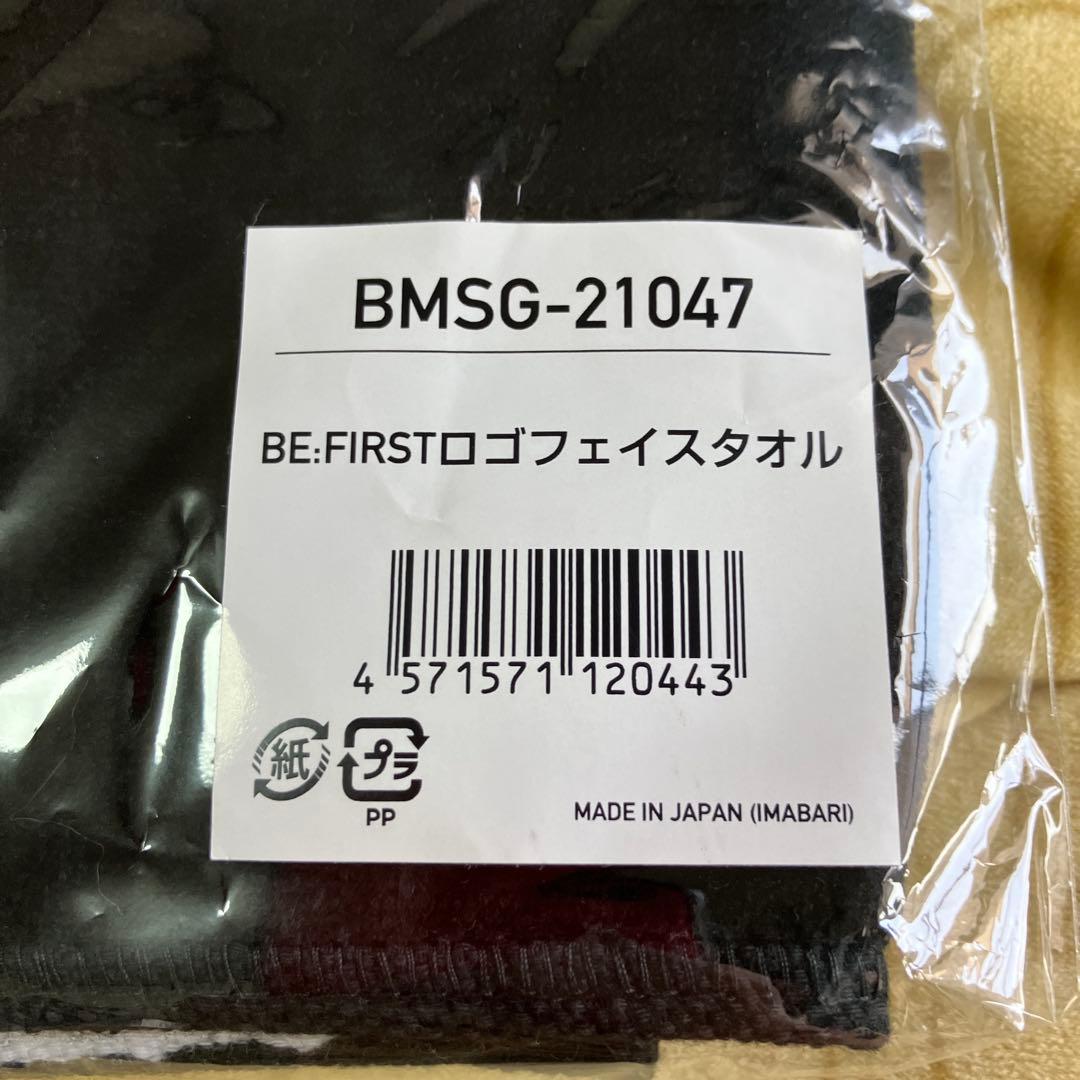 BMSG-21047
BE:FIRSTロゴフェイスタオル
4 571571 120443
紙
プラ
PP
MADE IN JAPAN (IMABARI)